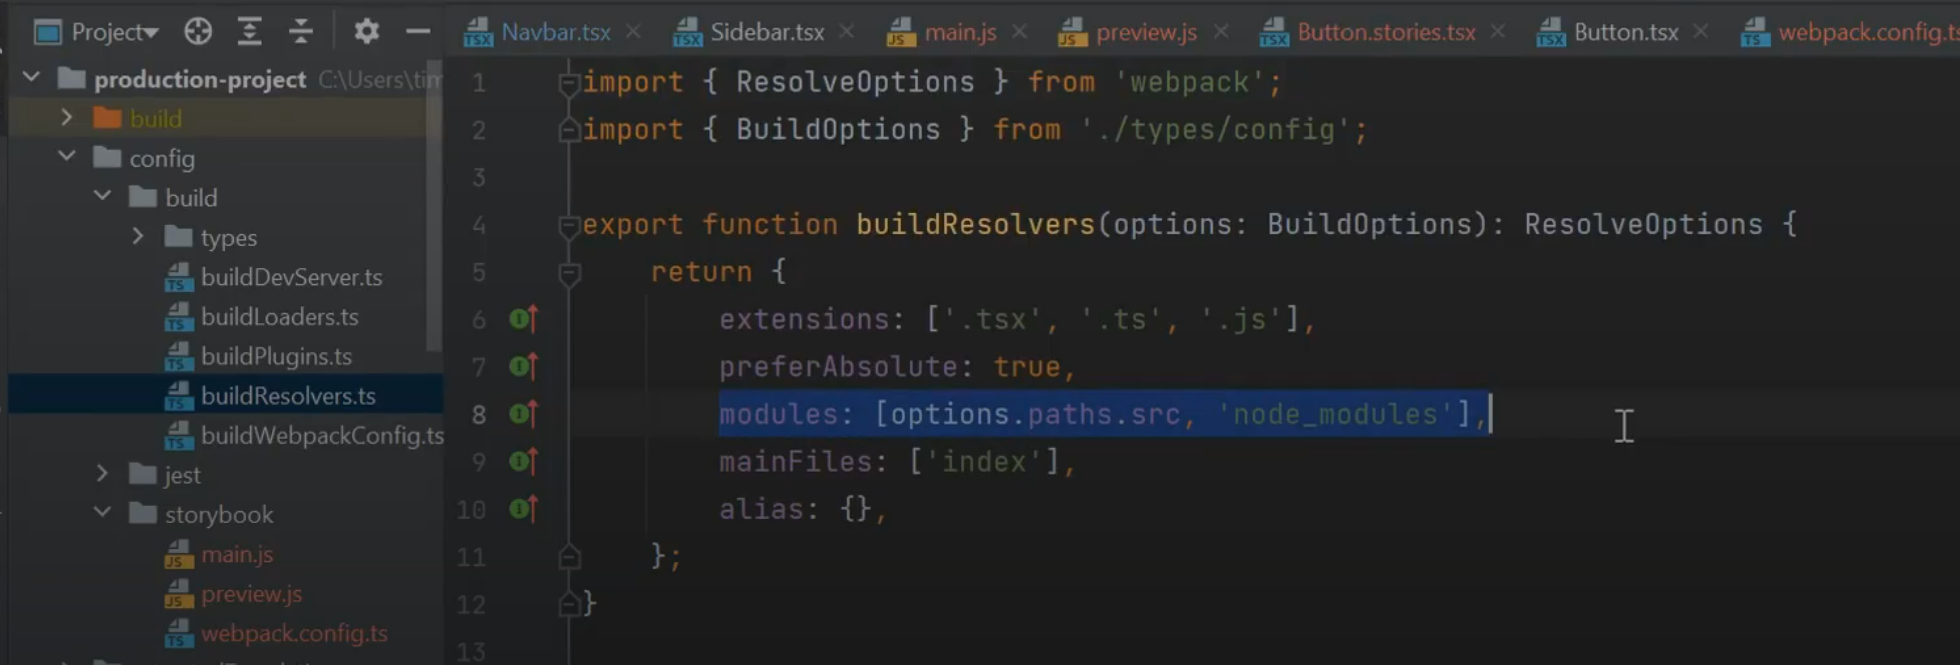 Project
Navbar.tsx
Sidebar.tsx
main.js
preview.js
Button.stories.tsx
Button.tsx
webpack.config.ts
production-project C:\Users\tim
build
config
build
types
buildDevServer.ts
buildLoaders.ts
buildPlugins.ts
buildResolvers.ts
buildWebpackConfig.ts
jest
storybook
main.js
preview.js
webpack.config.ts
1 import { ResolveOptions } from 'webpack';
2 import { BuildOptions } from './types/config';
3
4 export function buildResolvers(options: BuildOptions): ResolveOptions {
5 return {
6 extensions: ['.tsx', '.ts', '.js'],
7 preferAbsolute: true,
8 modules: [options.paths.src, 'node_modules'],
9 mainFiles: ['index'],
10 alias: {},
11 };
12 }
13